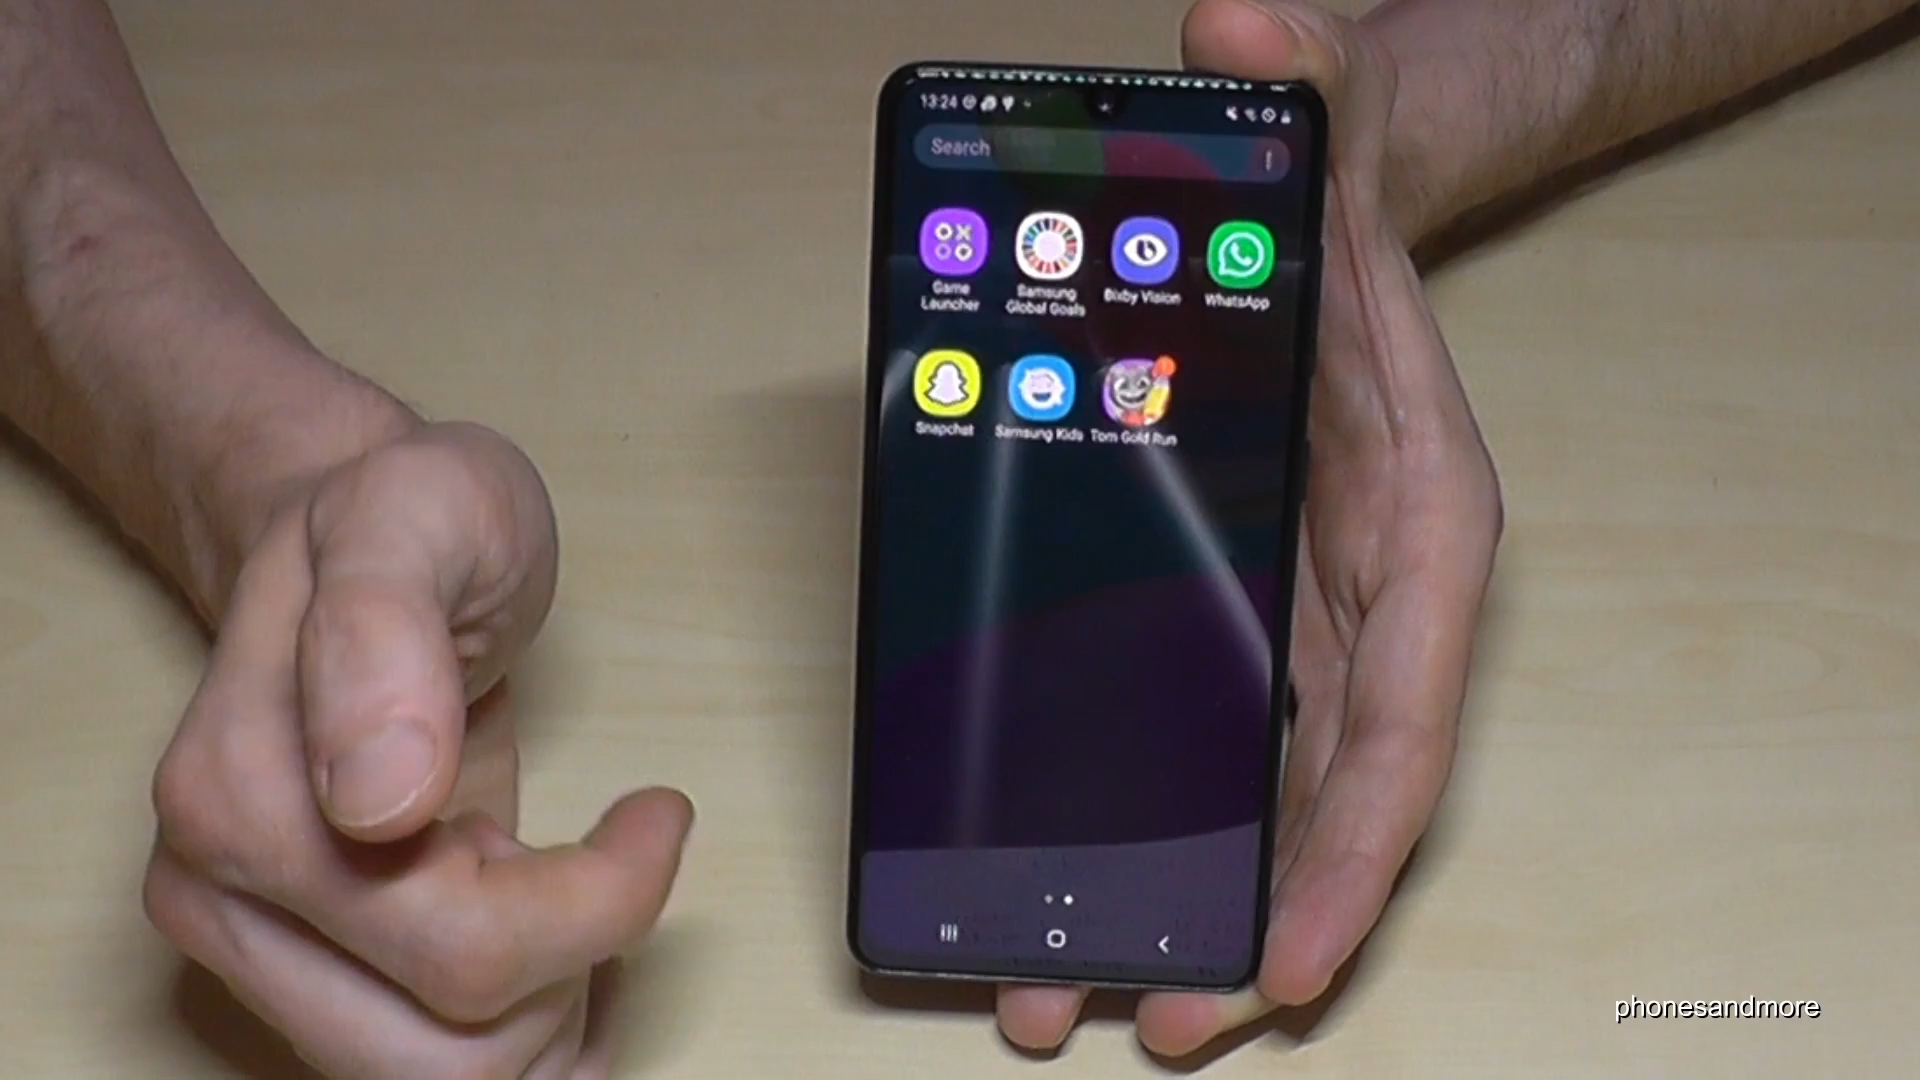 13:24
Search
Game
Launcher
Samsung
Global Goals
Bixby Vision
WhatsApp
Snapchat
Samsung Kids
Tom Gold Run
phonesandmore